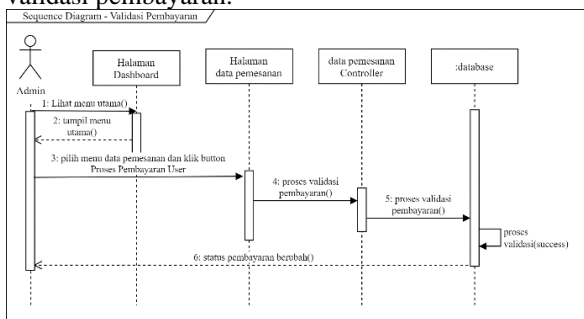 validasi pembayaran.
Sequence Diagram - Validasi Pembayaran
Admin
Halaman
Dashboard
Halaman
data pemesanan
data pemesanan
Controller
:database
1: Lihat menu utama()
2: tampil menu
utama()
3: pilih menu data pemesanan dan klik button
Proses Pembayaran User
4: proses validasi
pembayaran()
5: proses validasi
pembayaran()
proses
validasi(success)
6: status pembayaran berubah()